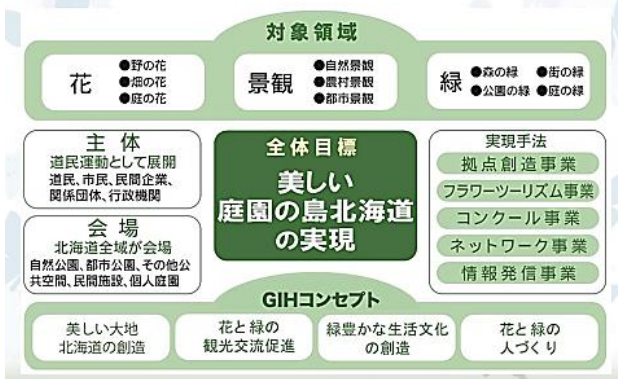 対象領域
花
●野の花
●畑の花
●庭の花
景観
●自然景観
●農村景観
●都市景観
緑
●森の緑 ●街の緑
●公園の緑 ●庭の緑
主体
道民運動として展開
道民、市民、民間企業、
関係団体、行政機関
会場
北海道全域が会場
自然公園、都市公園、その他公
共空間、民間施設、個人庭園
全体目標
美しい
庭園の島北海道
の実現
実現手法
拠点創造事業
フラワーツーリズム事業
コンクール事業
ネットワーク事業
情報発信事業
GIHコンセプト
美しい大地
北海道の創造
花と緑の
観光交流促進
緑豊かな生活文化
の創造
花と緑の
人づくり